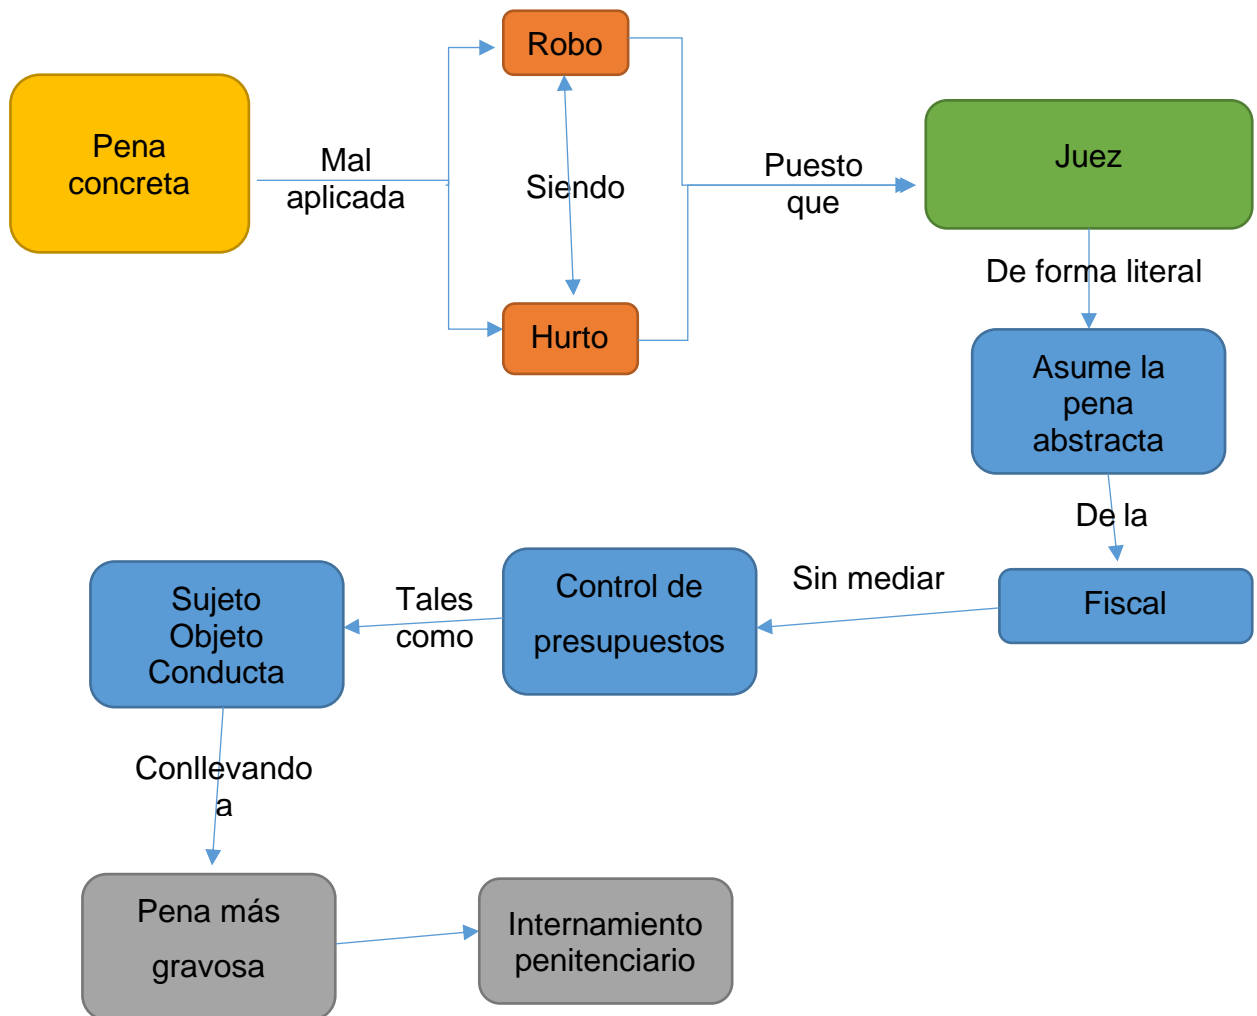 Pena
concreta
Mal
aplicada
Robo
Siendo
Hurto
Puesto
que
Juez
De forma literal
Asume la
pena
abstracta
De la
Fiscal
Sin mediar
Control de
presupuestos
Tales
como
Sujeto
Objeto
Conducta
Conllevando
a
Pena más
gravosa
Internamiento
penitenciario